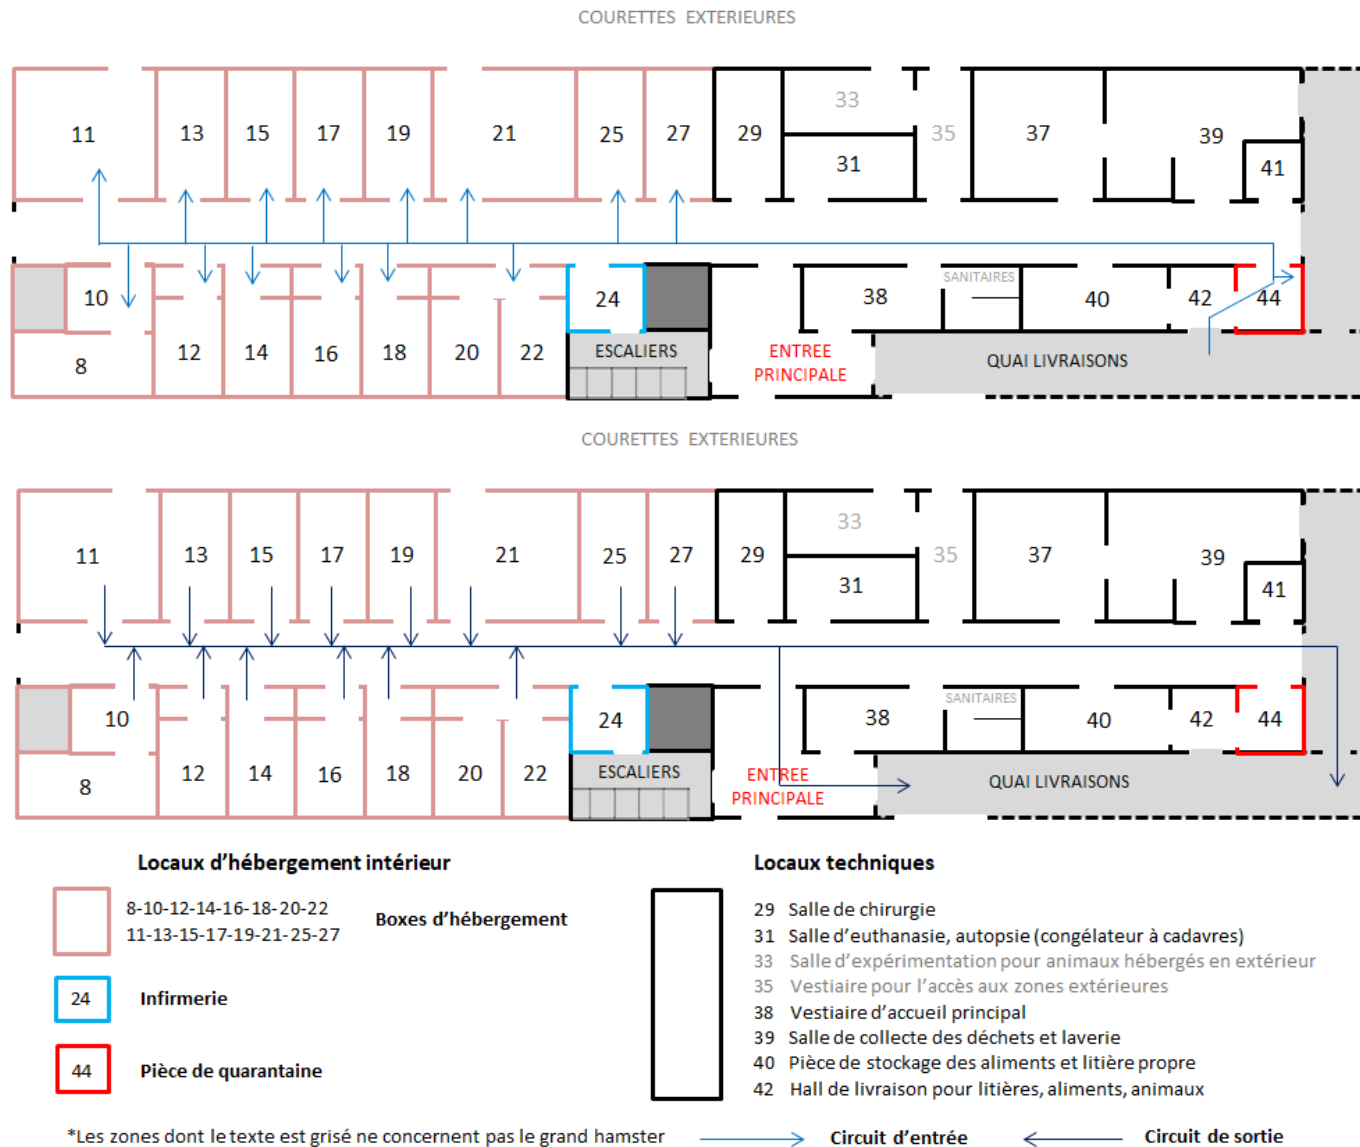 COURETTES EXTERIEURES
11 13 15 17 19 21 25 27 29 33 31 35 37 39 41
10 8 12 14 16 18 20 22 24 38 SANITAIRES 40 42 44
ESCALIERS
ENTREE
PRINCIPALE
QUAI LIVRAISONS
COURETTES EXTERIEURES
11 13 15 17 19 21 25 27 29 33 31 35 37 39 41
10 8 12 14 16 18 20 22 24 38 SANITAIRES 40 42 44
ESCALIERS
ENTREE
PRINCIPALE
QUAI LIVRAISONS
Locaux d'hébergement intérieur
8-10-12-14-16-18-20-22
11-13-15-17-19-21-25-27
Boxes d'hébergement
24 Infirmerie
44 Pièce de quarantaine
Locaux techniques
29 Salle de chirurgie
31 Salle d'euthanasie, autopsie (congélateur à cadavres)
33 Salle d'expérimentation pour animaux hébergés en extérieur
35 Vestiaire pour l'accès aux zones extérieures
38 Vestiaire d'accueil principal
39 Salle de collecte des déchets et laverie
40 Pièce de stockage des aliments et litière propre
42 Hall de livraison pour litières, aliments, animaux
*Les zones dont le texte est grisé ne concernent pas le grand hamster
Circuit d'entrée
Circuit de sortie